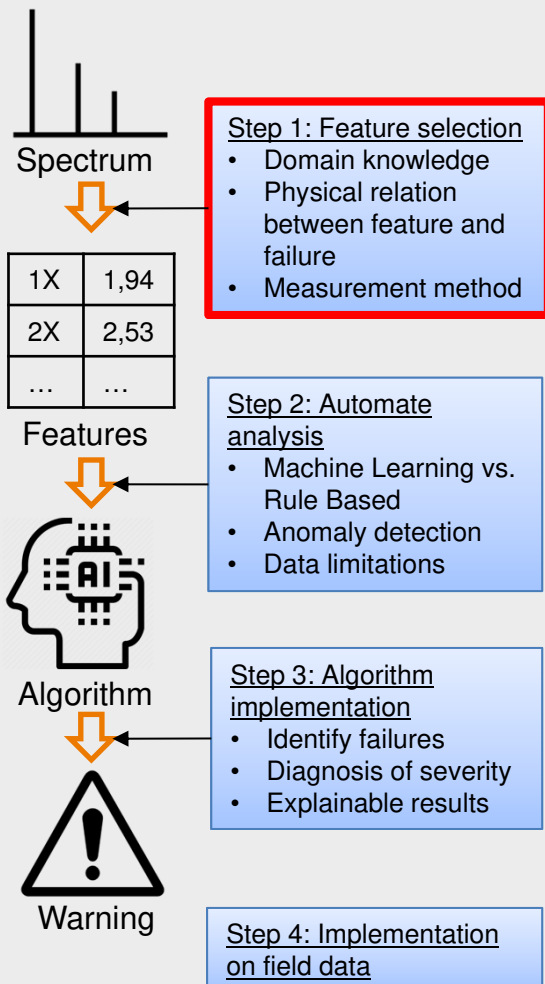 Spectrum
Step 1: Feature selection
• Domain knowledge
• Physical relation
between feature and
failure
• Measurement method
1X 1,94
2X 2,53
... ...
Features
Step 2: Automate
analysis
• Machine Learning vs.
Rule Based
• Anomaly detection
• Data limitations
AI
Algorithm
Step 3: Algorithm
implementation
• Identify failures
• Diagnosis of severity
• Explainable results
Warning
Step 4: Implementation
on field data